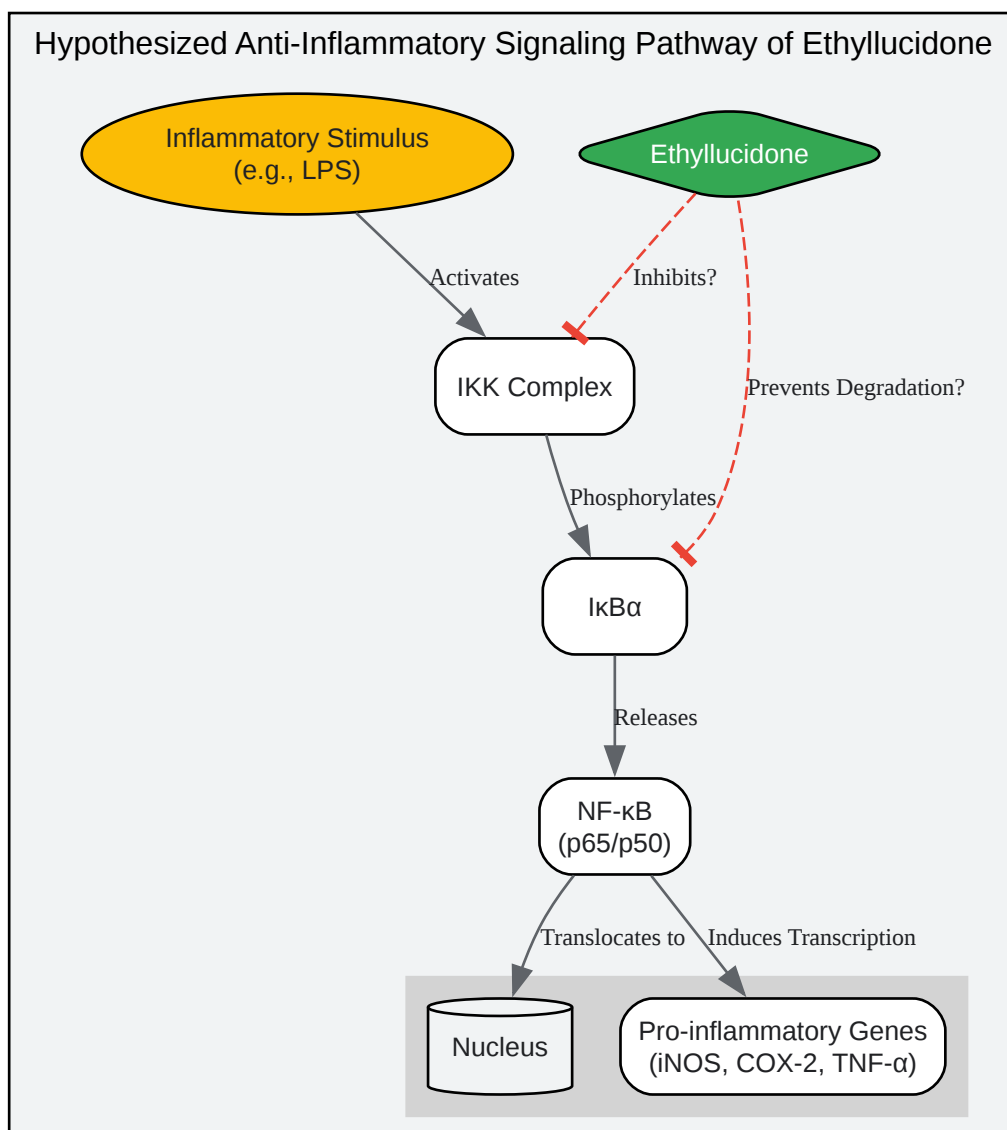 Hypothesized Anti-Inflammatory Signaling Pathway of Ethyllucidone
Inflammatory Stimulus
(e.g., LPS)
Ethyllucidone
Activates
Inhibits?
IKK Complex
Prevents Degradation?
Phosphorylates
IκBα
Releases
NF-κB
(p65/p50)
Translocates to
Induces Transcription
Nucleus
Pro-inflammatory Genes
(iNOS, COX-2, TNF-α)